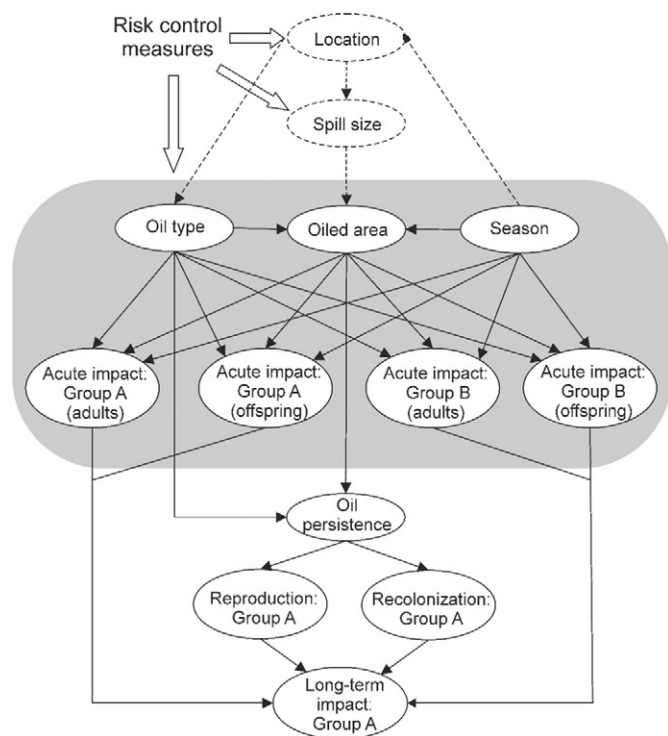 Risk control
measures
Location
Spill size
Oil type
Oiled area
Season
Acute impact:
Group A
(adults)
Acute impact:
Group A
(offspring)
Acute impact:
Group B
(adults)
Acute impact:
Group B
(offspring)
Oil
persistence
Reproduction:
Group A
Recolonization:
Group A
Long-term
impact:
Group A